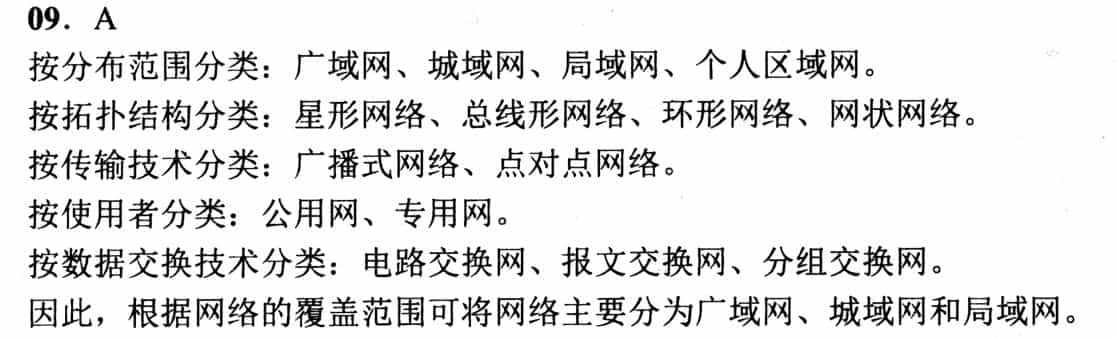 09. A
按分布范围分类：广域网、城域网、局域网、个人区域网。
按拓扑结构分类：星形网络、总线形网络、环形网络、网状网络。
按传输技术分类：广播式网络、点对点网络。
按使用者分类：公用网、专用网。
按数据交换技术分类：电路交换网、报文交换网、分组交换网。
因此，根据网络的覆盖范围可将网络主要分为广域网、城域网和局域网。